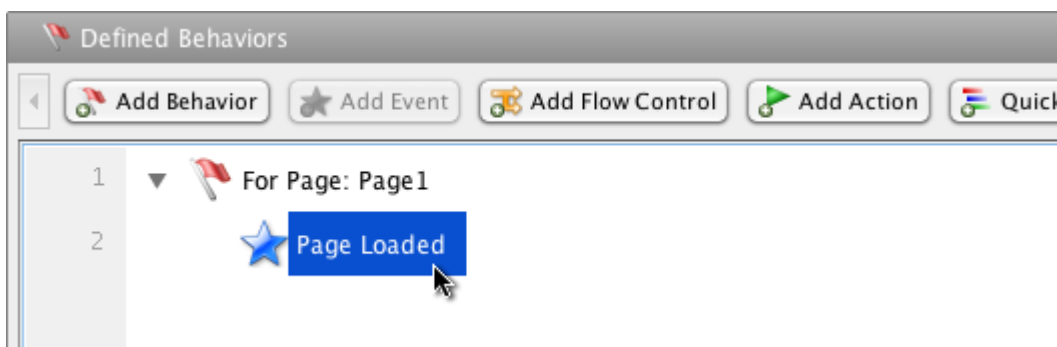 Defined Behaviors
Add Behavior Add Event Add Flow Control Add Action Quick
1 For Page: Page1
2 Page Loaded